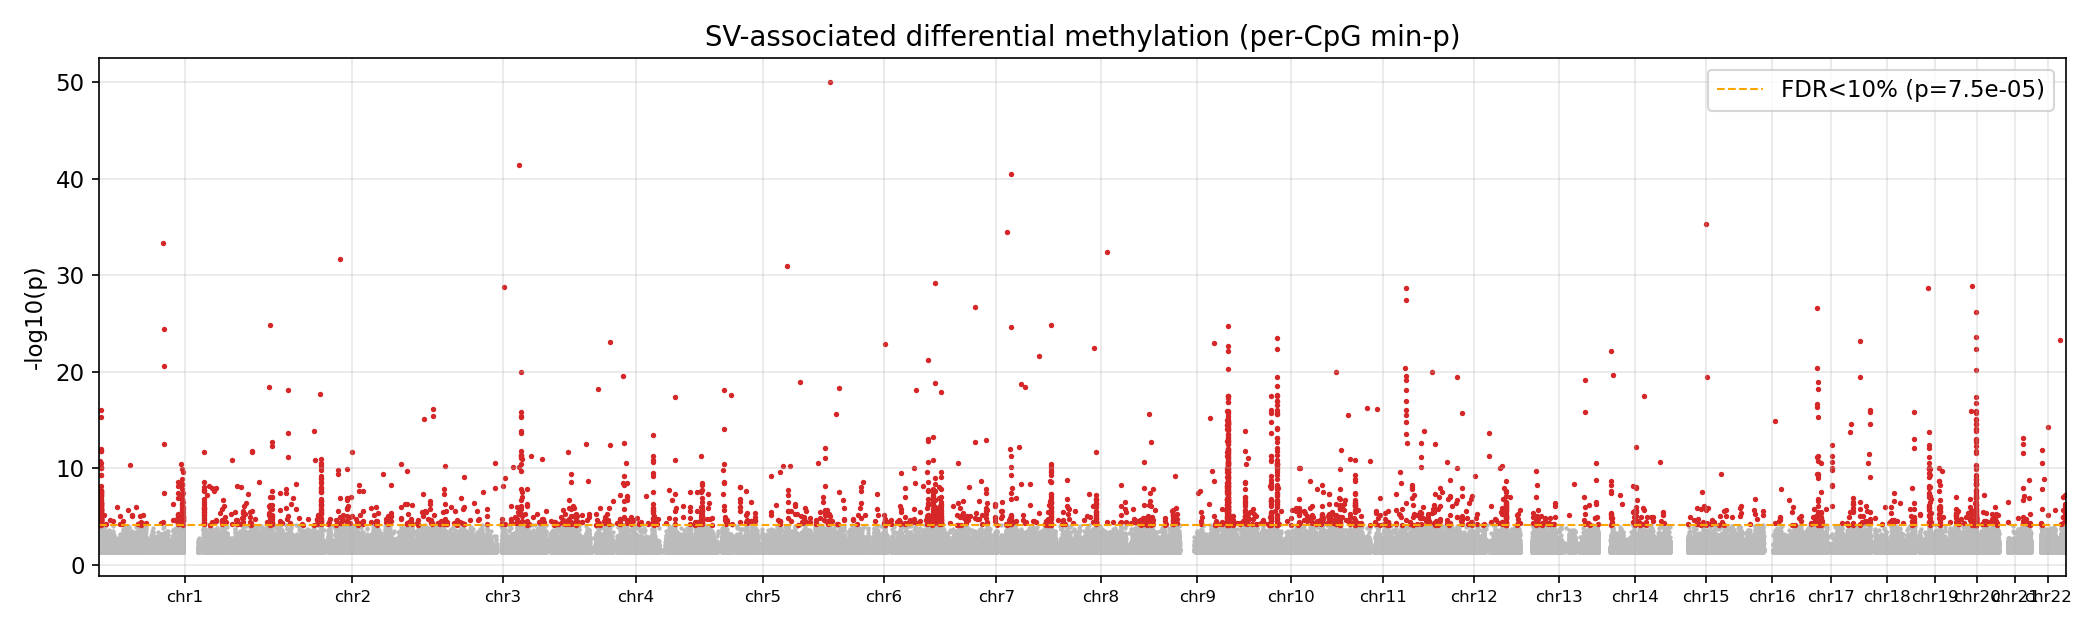 SV-associated differential methylation (per-CpG min-p)
50
40
30
20
10
0
-log10(p)
FDR<10% (p=7.5e-05)
chr1 chr2 chr3 chr4 chr5 chr6 chr7 chr8 chr9 chr10 chr11 chr12 chr13 chr14 chr15 chr16 chr17 chr18 chr19 chr20 chr21 chr22